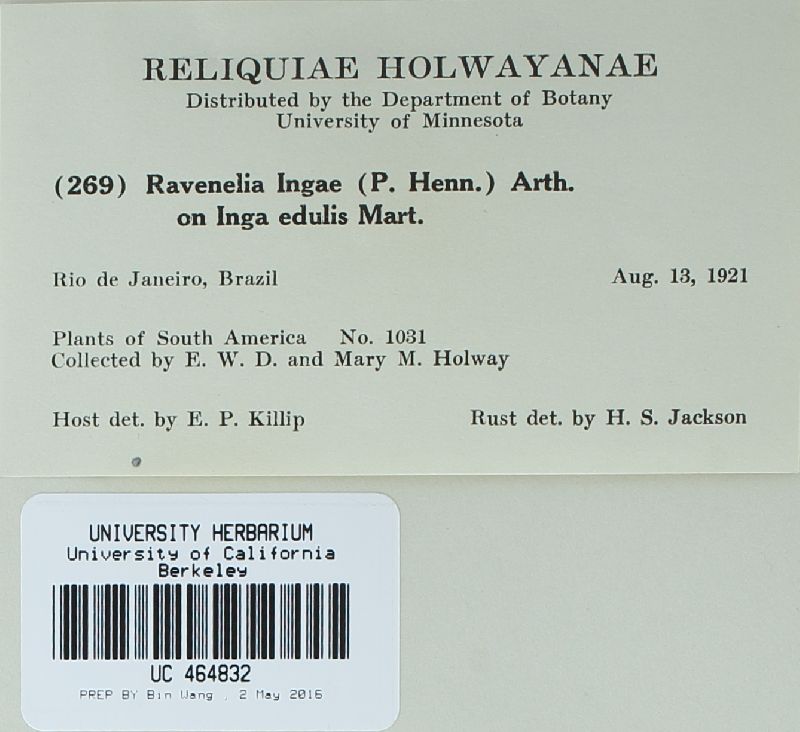 RELIQUIAE HOLWAYANAE
Distributed by the Department of Botany
University of Minnesota
(269) Ravenelia Ingae (P. Henn.) Arth.
on Inga edulis Mart.
Rio de Janeiro, Brazil Aug. 13, 1921
Plants of South America No. 1031
Collected by E. W. D. and Mary M. Holway
Host det. by E. P. Killip Rust det. by H. S. Jackson
UNIVERSITY HERBARIUM
University of California
Berkeley
UC 464832
PREP BY Bin Wang , 2 May 2016